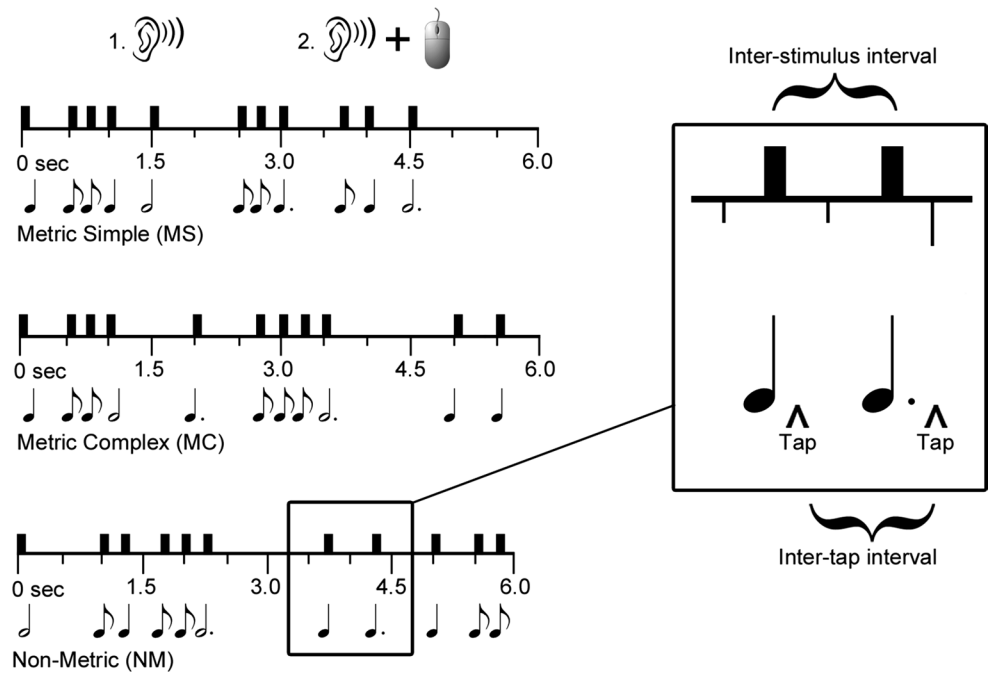 1.
2.
+
0 sec 1.5 3.0 4.5 6.0
Metric Simple (MS)
0 sec 1.5 3.0 4.5 6.0
Metric Complex (MC)
0 sec 1.5 3.0 4.5 6.0
Non-Metric (NM)
Inter-stimulus interval
Tap Tap
Inter-tap interval